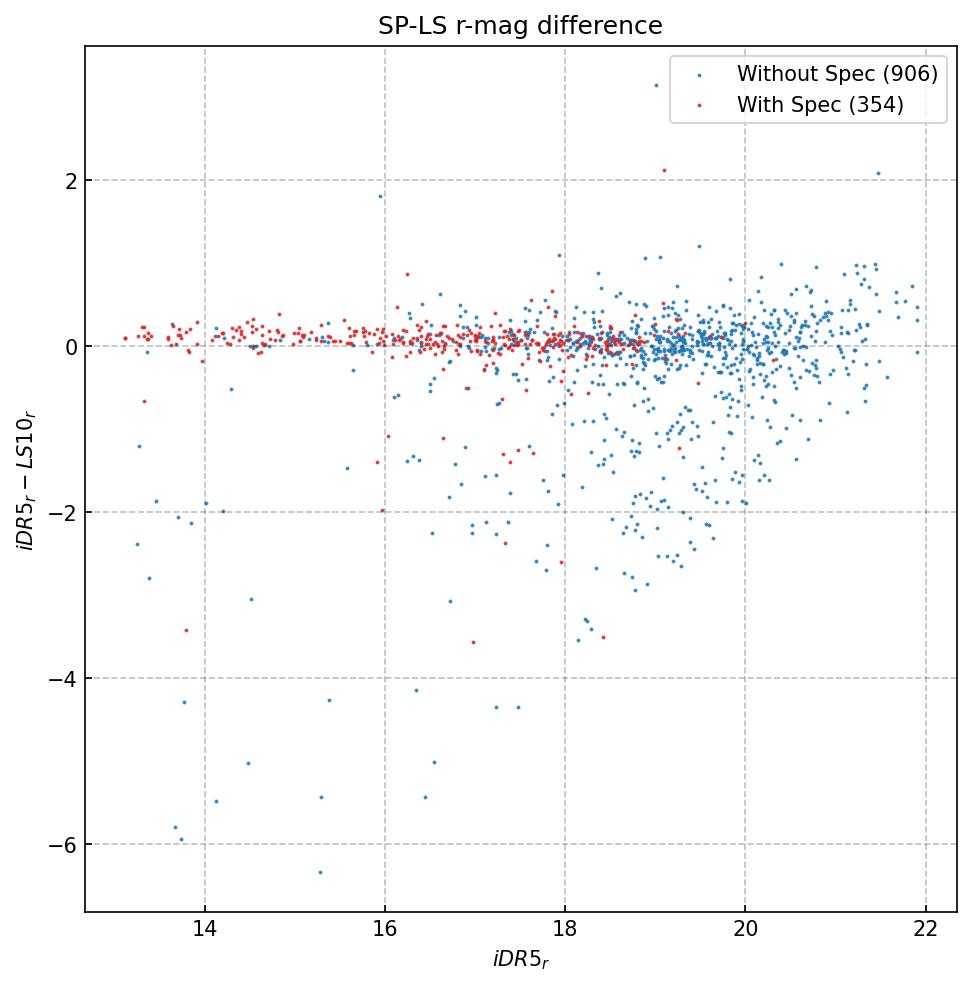 SP-LS r-mag difference
Without Spec (906)
With Spec (354)
2
0
−2
−4
−6
iDR5r − LS10r
14 16 18 20 22
iDR5r